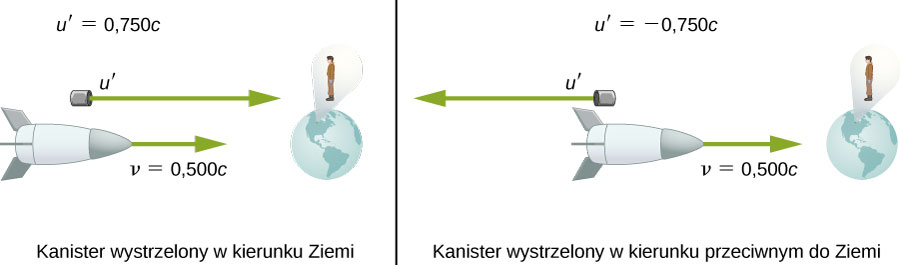 u′ = 0,750c
u′
ν = 0,500c
Kanister wystrzelony w kierunku Ziemi
u′ = −0,750c
u′
ν = 0,500c
Kanister wystrzelony w kierunku przeciwnym do Ziemi